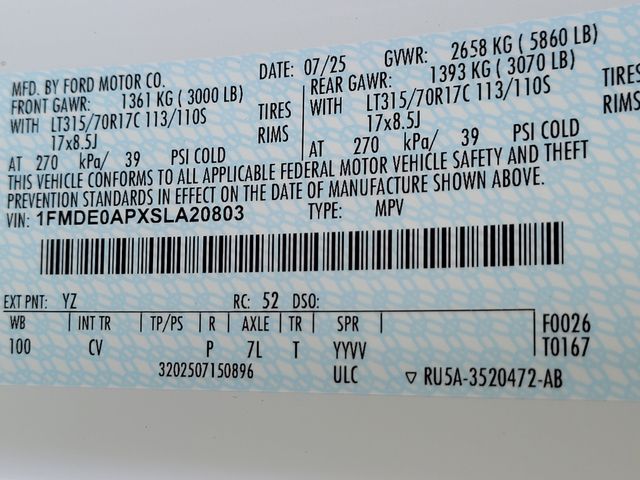 MFD. BY FORD MOTOR CO.
DATE: 07/25 GVWR: 2658 KG ( 5860 LB)
FRONT GAWR: 1361 KG ( 3000 LB) REAR GAWR: 1393 KG ( 3070 LB)
WITH LT315/70R17C 113/110S TIRES WITH LT315/70R17C 113/110S TIRES
17x8.5J RIMS 17x8.5J RIMS
AT 270 kPa/ 39 PSI COLD AT 270 kPa/ 39 PSI COLD
THIS VEHICLE CONFORMS TO ALL APPLICABLE FEDERAL MOTOR VEHICLE SAFETY AND THEFT
PREVENTION STANDARDS IN EFFECT ON THE DATE OF MANUFACTURE SHOWN ABOVE.
VIN: 1FMDE0APXSLA20803 TYPE: MPV
EXT PNT: YZ RC: 52 DSO:
WB INT TR TP/PS R AXLE TR SPR F0026
100 CV P 7L T YYVV T0167
3202507150896 ULC ▽ RU5A-3520472-AB